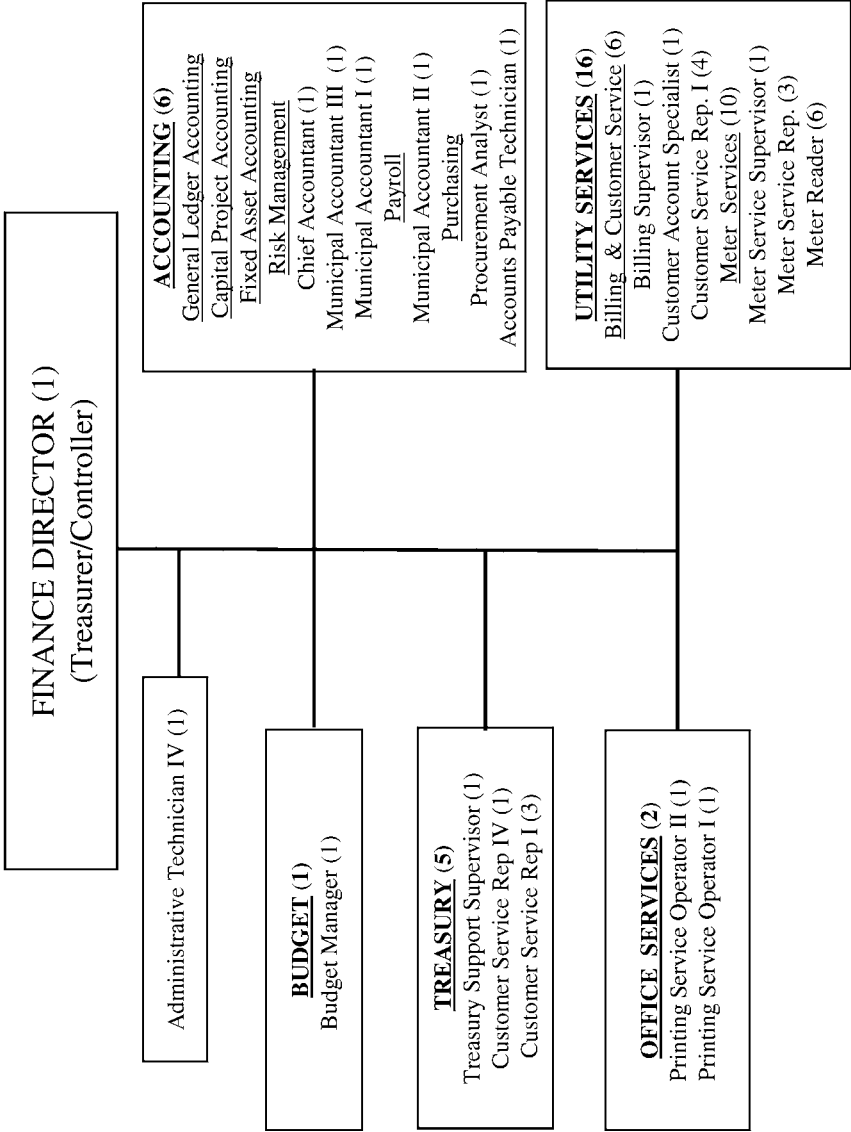 FINANCE DIRECTOR (1)
(Treasurer/Controller)
Administrative Technician IV (1)
BUDGET (1)
Budget Manager (1)
TREASURY (5)
Treasury Support Supervisor (1)
Customer Service Rep IV (1)
Customer Service Rep I (3)
OFFICE SERVICES (2)
Printing Service Operator II (1)
Printing Service Operator I (1)
ACCOUNTING (6)
General Ledger Accounting
Capital Project Accounting
Fixed Asset Accounting
Risk Management
Chief Accountant (1)
Municipal Accountant III (1)
Municipal Accountant I (1)
Payroll
Municipal Accountant II (1)
Purchasing
Procurement Analyst (1)
Accounts Payable Technician (1)
UTILITY SERVICES (16)
Billing & Customer Service (6)
Billing Supervisor (1)
Customer Account Specialist (1)
Customer Service Rep. I (4)
Meter Services (10)
Meter Service Supervisor (1)
Meter Service Rep. (3)
Meter Reader (6)